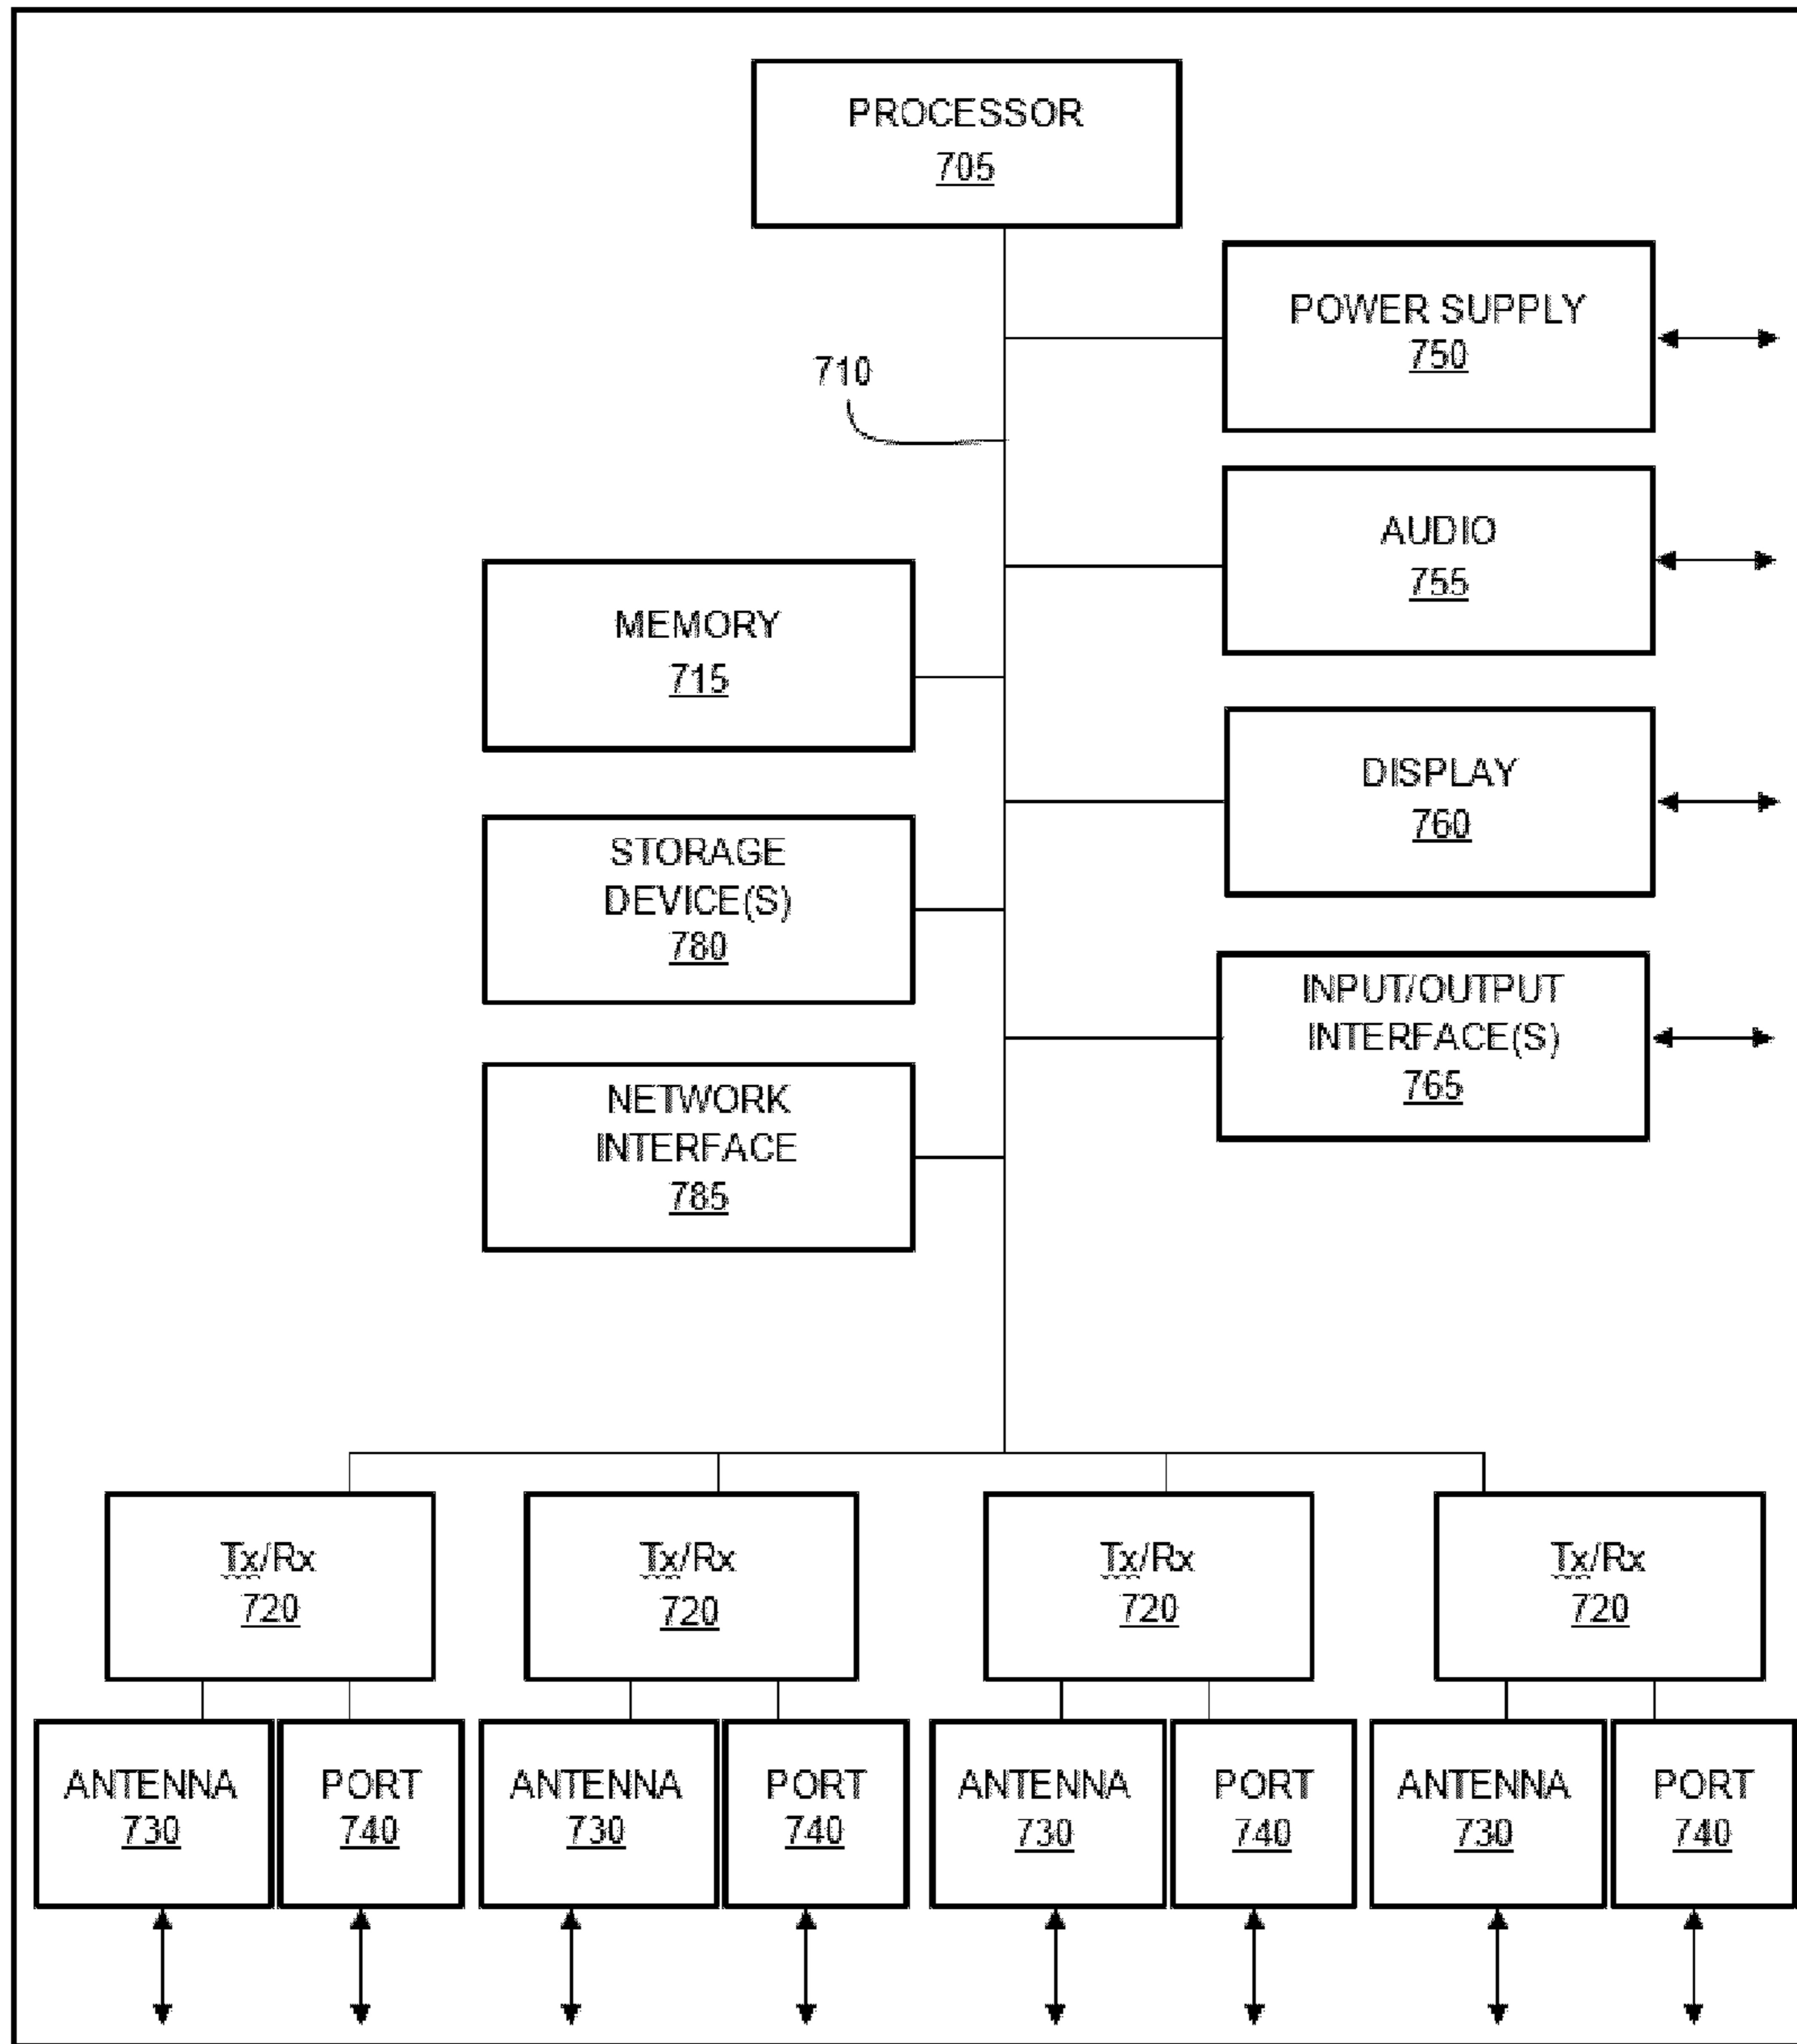 PROCESSOR
705
POWER SUPPLY
750
710
AUDIO
755
MEMORY
715
DISPLAY
760
STORAGE
DEVICE(S)
780
INPUT/OUTPUT
INTERFACE(S)
765
NETWORK
INTERFACE
785
Tx/Rx
720
Tx/Rx
720
Tx/Rx
720
Tx/Rx
720
ANTENNA
730
PORT
740
ANTENNA
730
PORT
740
ANTENNA
730
PORT
740
ANTENNA
730
PORT
740